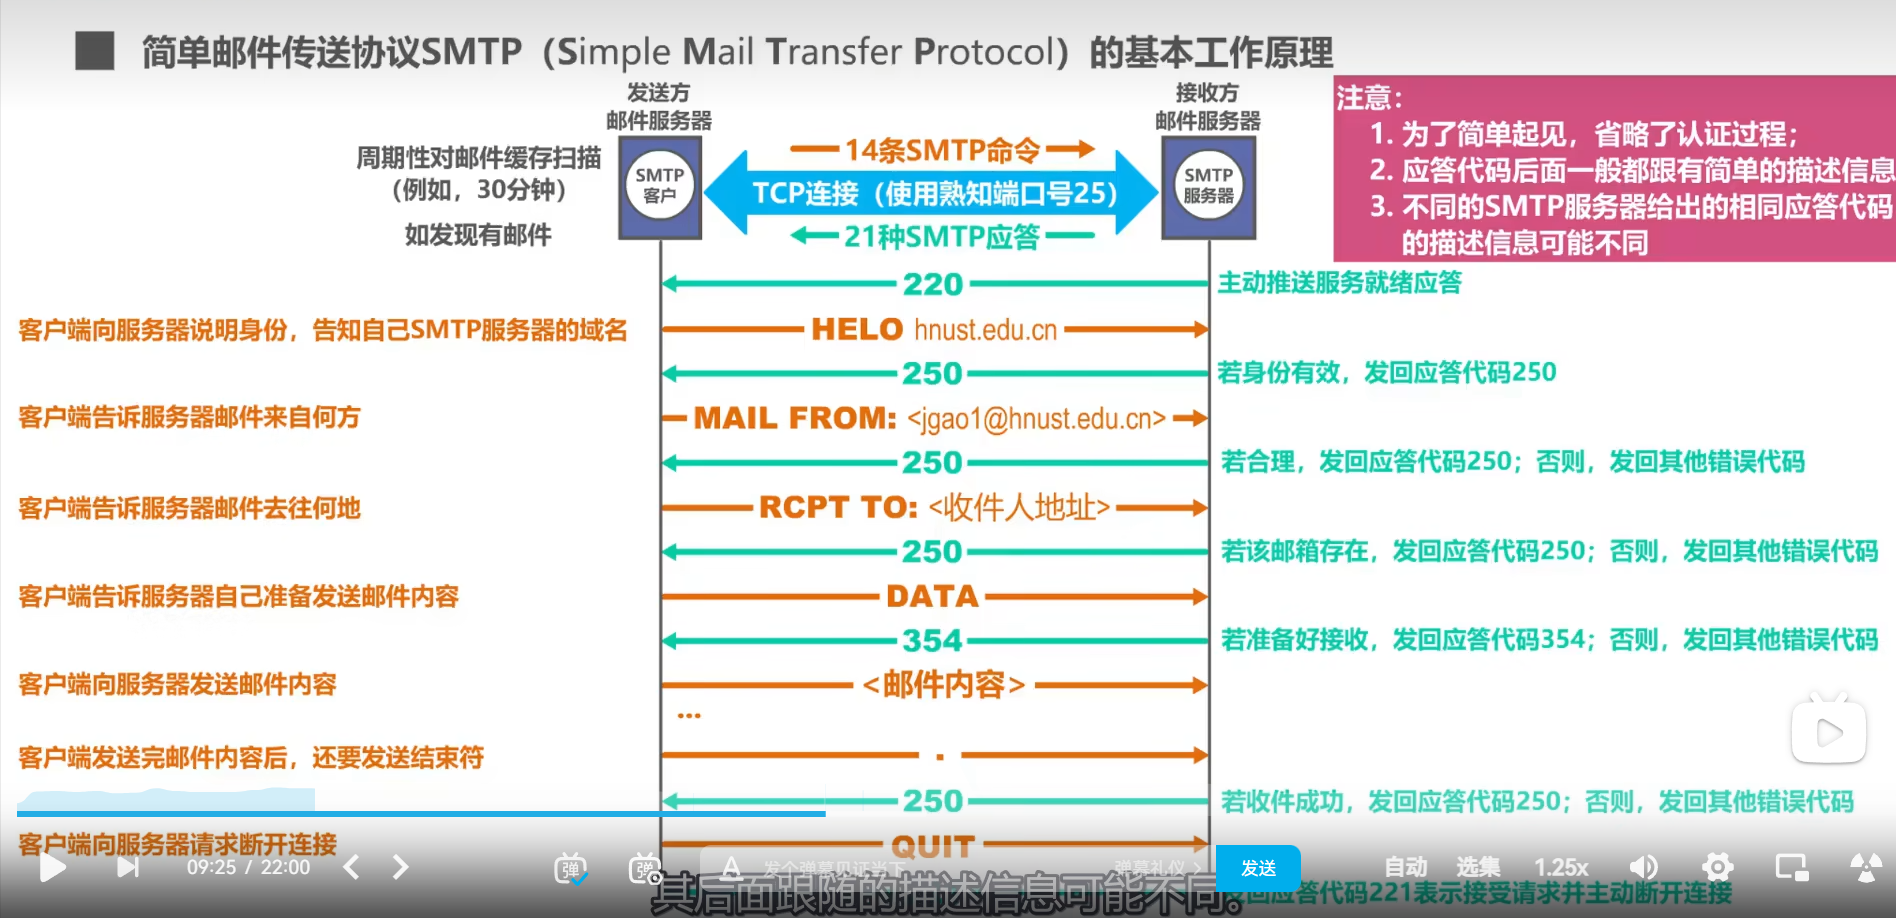 简单邮件传送协议SMTP（Simple Mail Transfer Protocol）的基本工作原理
发送方
邮件服务器
接收方
邮件服务器
注意：
1. 为了简单起见，省略了认证过程；
2. 应答代码后面一般都跟有简单的描述信息
3. 不同的SMTP服务器给出的相同应答代码
的描述信息可能不同
周期性对邮件缓存扫描
（例如，30分钟）
如发现有邮件
SMTP
客户
14条SMTP命令
TCP连接（使用熟知端口号25）
21种SMTP应答
SMTP
服务器
220
主动推送服务就绪应答
客户端向服务器说明身份，告知自己SMTP服务器的域名
HELO hnust.edu.cn
250
若身份有效，发回应答代码250
客户端告诉服务器邮件来自何方
MAIL FROM: <jgao1@hnust.edu.cn>
250
若合理，发回应答代码250；否则，发回其他错误代码
客户端告诉服务器邮件去往何地
RCPT TO: <收件人地址>
250
若该邮箱存在，发回应答代码250；否则，发回其他错误代码
客户端告诉服务器自己准备发送邮件内容
DATA
354
若准备好接收，发回应答代码354；否则，发回其他错误代码
客户端向服务器发送邮件内容
<邮件内容>
...
客户端发送完邮件内容后，还要发送结束符
.
250
若收件成功，发回应答代码250；否则，发回其他错误代码
客户端向服务器请求断开连接
QUIT
09:25 / 22:00
弹
弹
A
发个弹幕见证当下
弹幕礼仪 >
发送
自动
选集
1.25x
其后面跟随的描述信息可能不同。
发回应答代码221表示接受请求并主动断开连接